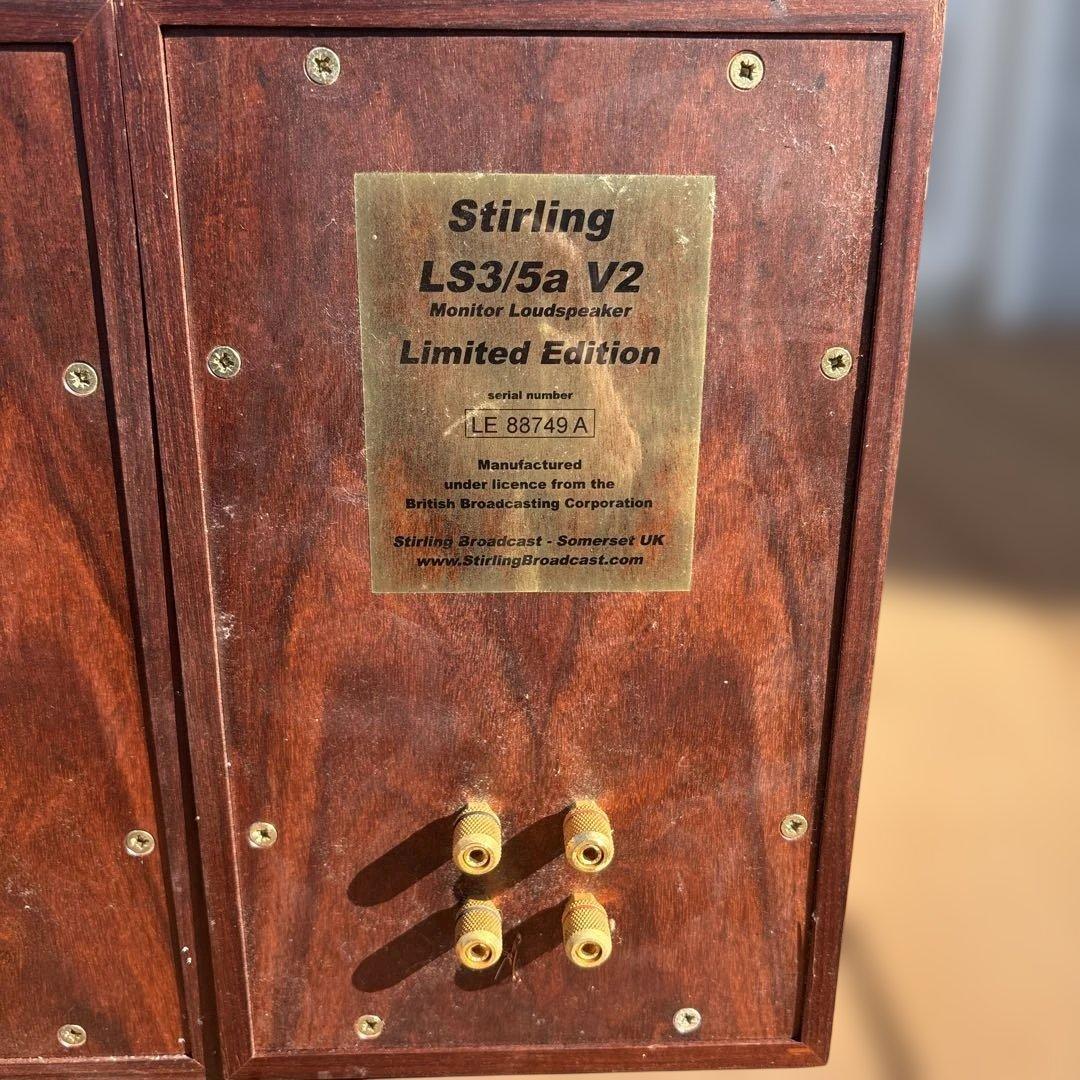 Stirling
LS3/5a V2
Monitor Loudspeaker
Limited Edition
serial number
LE 88749 A
Manufactured
under licence from the
British Broadcasting Corporation
Stirling Broadcast - Somerset UK
www.StirlingBroadcast.com